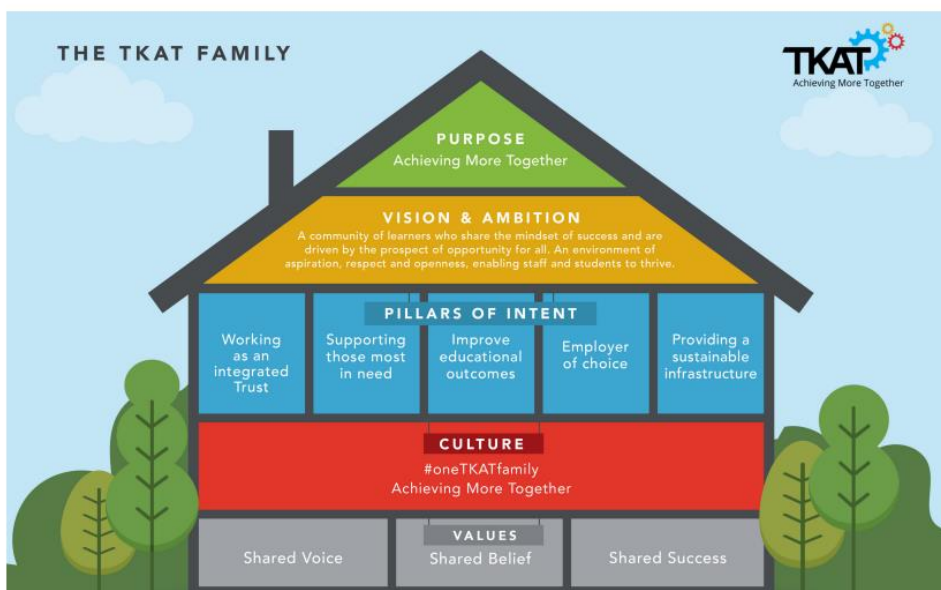 THE TKAT FAMILY
TKAT
Achieving More Together
PURPOSE
Achieving More Together
VISION & AMBITION
A community of learners who share the mindset of success and are
driven by the prospect of opportunity for all. An environment of
aspiration, respect and openness, enabling staff and students to thrive.
PILLARS OF INTENT
Working
as an
integrated
Trust
Supporting
those most
in need
Improve
educational
outcomes
Employer
of choice
Providing a
sustainable
infrastructure
CULTURE
#oneTKATfamily
Achieving More Together
VALUES
Shared Voice
Shared Belief
Shared Success